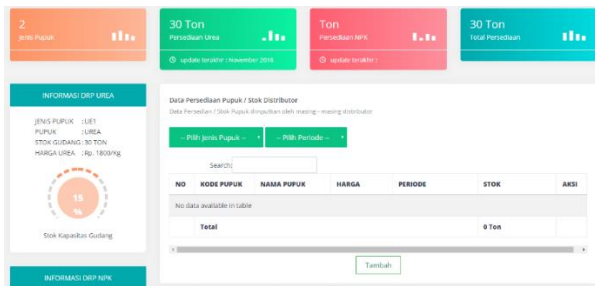 2
Jenis Pupuk
30 Ton
Persediaan Urea
update terakhir : November 2016
Ton
Persediaan NPK
update terakhir :
30 Ton
Total Persediaan
INFORMASI DRP UREA
JENIS PUPUK : UE1
PUPUK : UREA
STOK GUDANG : 30 TON
HARGA UREA : Rp. 1800/Kg
15
%
Stok Kapasitas Gudang
INFORMASI DRP NPK
Data Persediaan Pupuk / Stok Distributor
Data Persedian / Stok Pupuk diinputkan oleh masing - masing distributor
-- Pilih Jenis Pupuk --
-- Pilih Periode --
Search:
NO KODE PUPUK NAMA PUPUK HARGA PERIODE STOK AKSI
No data available in table
Total 0 Ton
Tambah